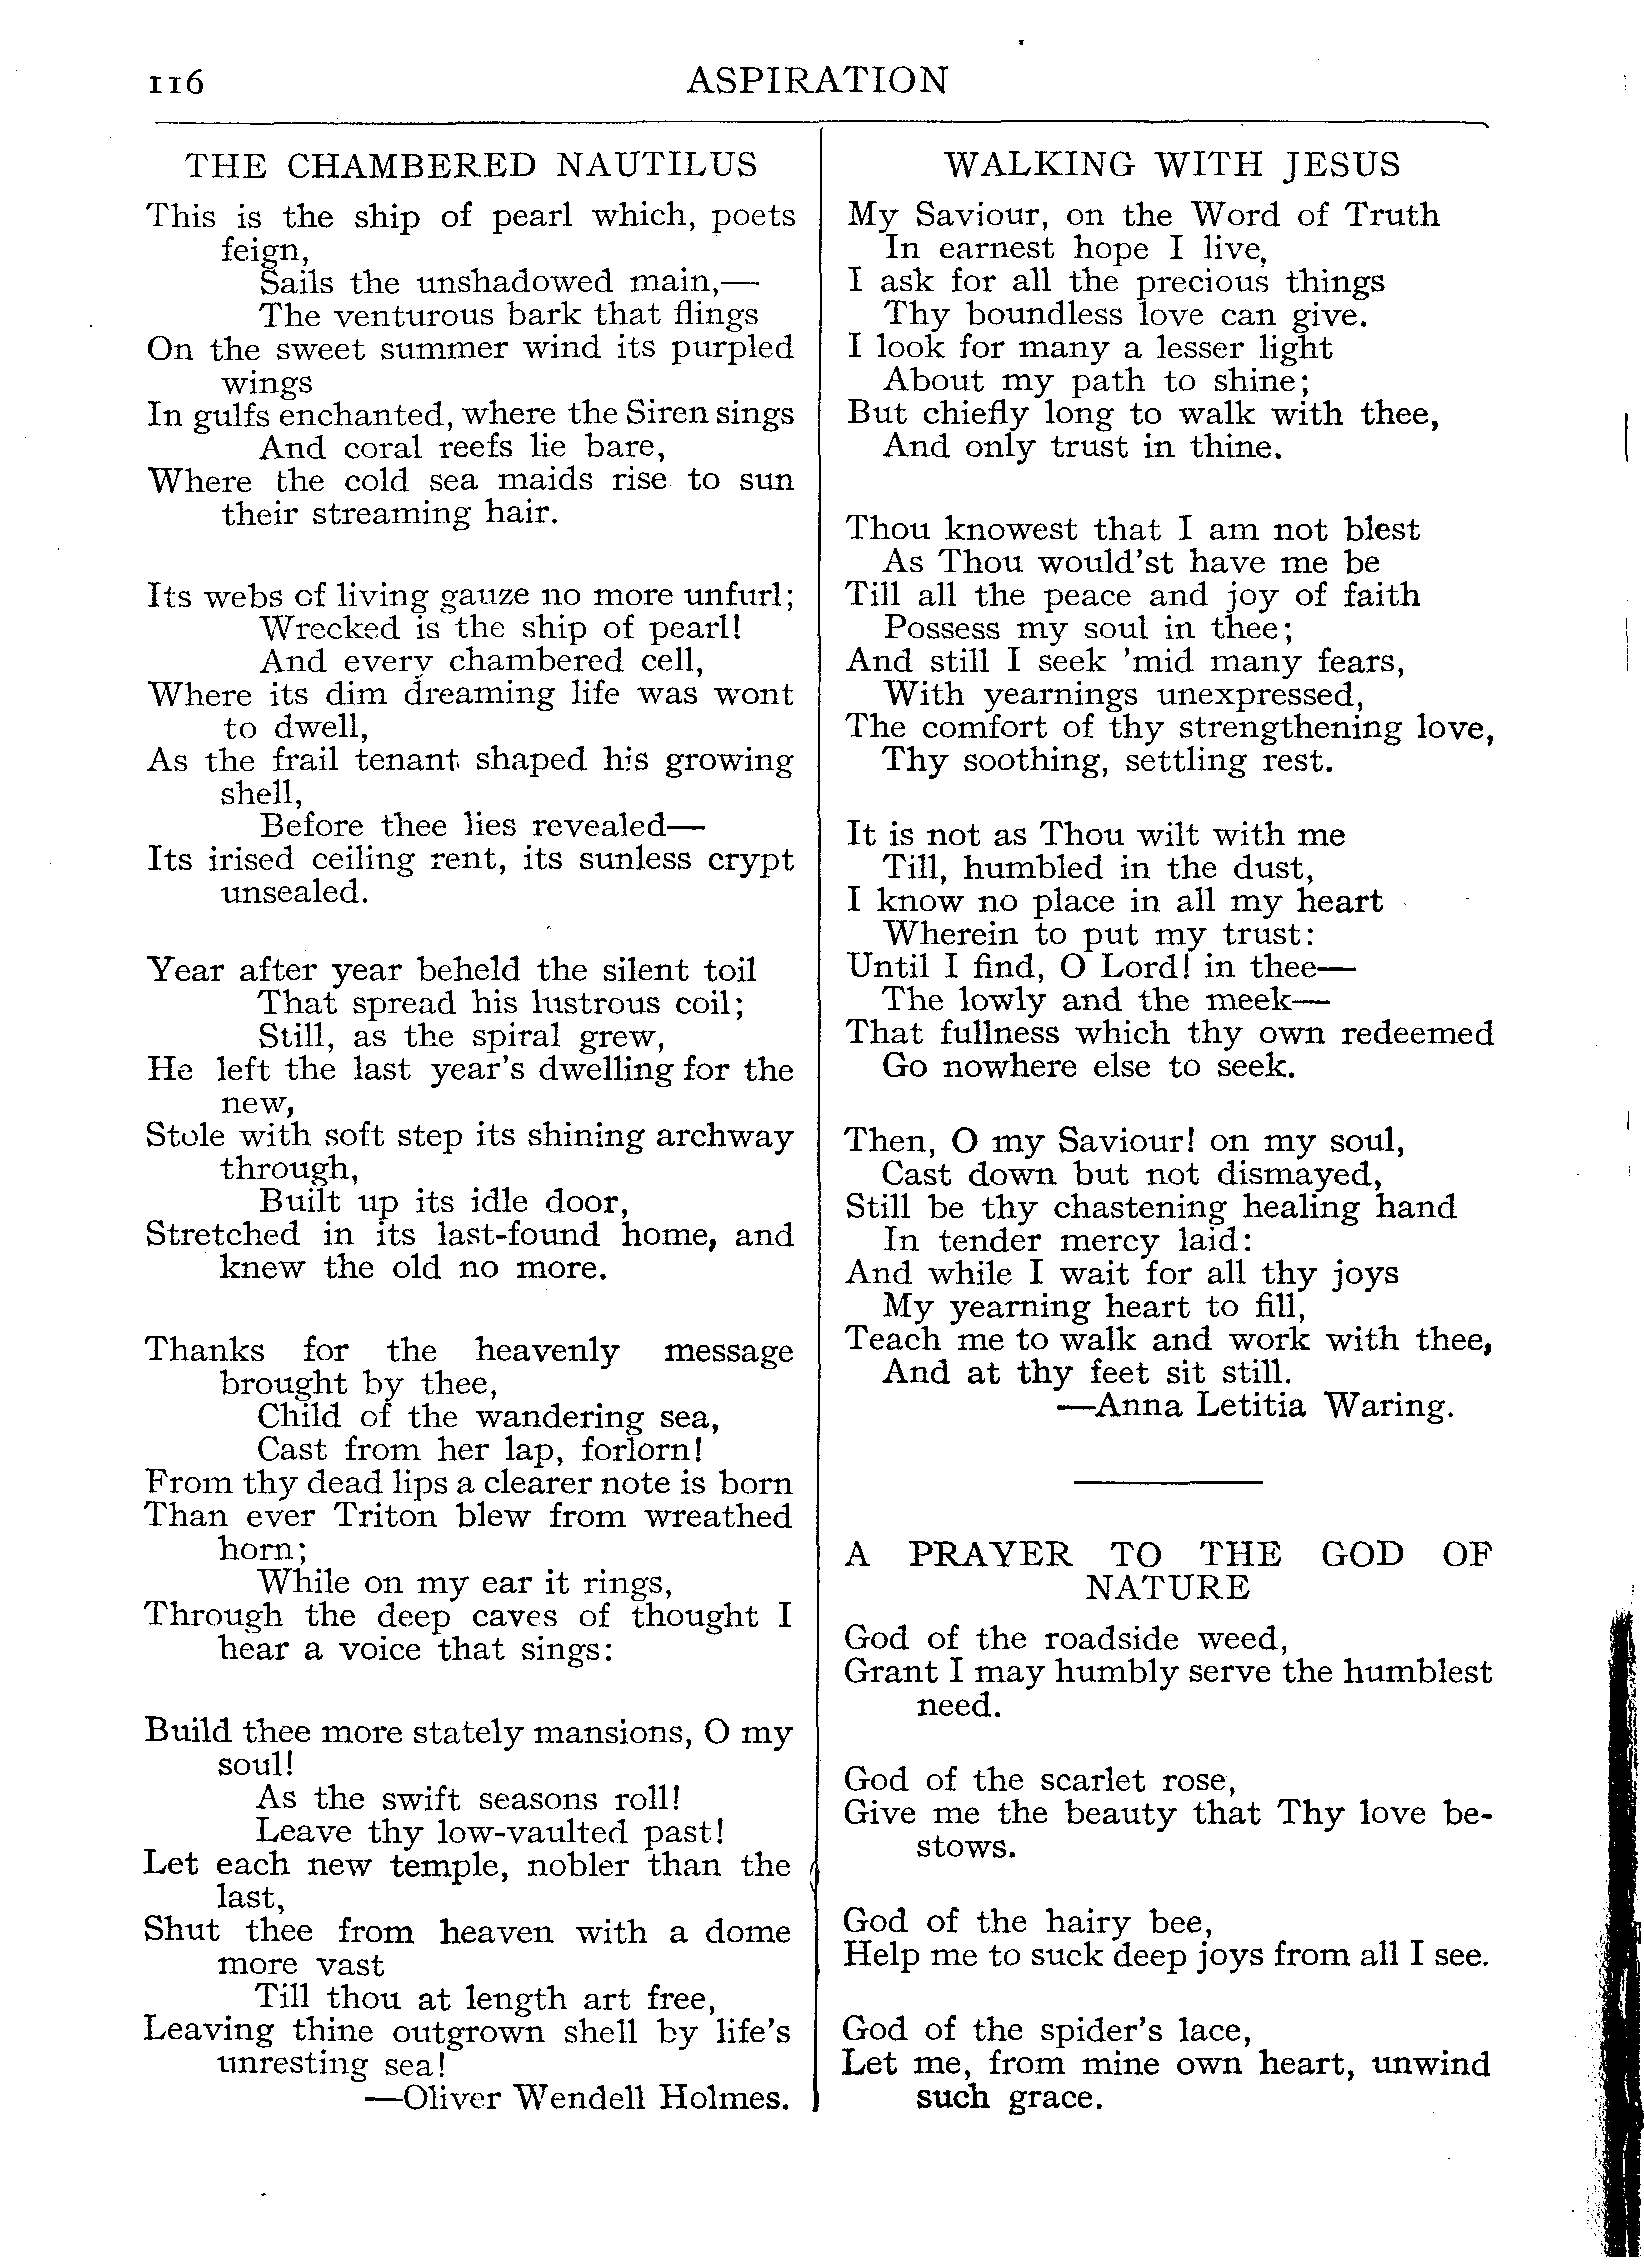 116
ASPIRATION
THE CHAMBERED NAUTILUS
This is the ship of pearl which, poets
feign,
Sails the unshadowed main,—
The venturous bark that flings
On the sweet summer wind its purpled
wings
In gulfs enchanted, where the Siren sings
And coral reefs lie bare,
Where the cold sea maids rise to sun
their streaming hair.
Its webs of living gauze no more unfurl;
Wrecked is the ship of pearl!
And every chambered cell,
Where its dim dreaming life was wont
to dwell,
As the frail tenant shaped his growing
shell,
Before thee lies revealed—
Its irised ceiling rent, its sunless crypt
unsealed.
Year after year beheld the silent toil
That spread his lustrous coil;
Still, as the spiral grew,
He left the last year's dwelling for the
new,
Stole with soft step its shining archway
through,
Built up its idle door,
Stretched in its last-found home, and
knew the old no more.
Thanks for the heavenly message
brought by thee,
Child of the wandering sea,
Cast from her lap, forlorn!
From thy dead lips a clearer note is born
Than ever Triton blew from wreathed
horn;
While on my ear it rings,
Through the deep caves of thought I
hear a voice that sings:
Build thee more stately mansions, O my
soul!
As the swift seasons roll!
Leave thy low-vaulted past!
Let each new temple, nobler than the
last,
Shut thee from heaven with a dome
more vast
Till thou at length art free,
Leaving thine outgrown shell by life's
unresting sea!
—Oliver Wendell Holmes.
WALKING WITH JESUS
My Saviour, on the Word of Truth
In earnest hope I live,
I ask for all the precious things
Thy boundless love can give.
I look for many a lesser light
About my path to shine;
But chiefly long to walk with thee,
And only trust in thine.
Thou knowest that I am not blest
As Thou would'st have me be
Till all the peace and joy of faith
Possess my soul in thee;
And still I seek 'mid many fears,
With yearnings unexpressed,
The comfort of thy strengthening love,
Thy soothing, settling rest.
It is not as Thou wilt with me
Till, humbled in the dust,
I know no place in all my heart
Wherein to put my trust:
Until I find, O Lord! in thee—
The lowly and the meek—
That fullness which thy own redeemed
Go nowhere else to seek.
Then, O my Saviour! on my soul,
Cast down but not dismayed,
Still be thy chastening healing hand
In tender mercy laid:
And while I wait for all thy joys
My yearning heart to fill,
Teach me to walk and work with thee,
And at thy feet sit still.
—Anna Letitia Waring.
A PRAYER TO THE GOD OF
NATURE
God of the roadside weed,
Grant I may humbly serve the humblest
need.
God of the scarlet rose,
Give me the beauty that Thy love be-
stows.
God of the hairy bee,
Help me to suck deep joys from all I see.
God of the spider's lace,
Let me, from mine own heart, unwind
such grace.